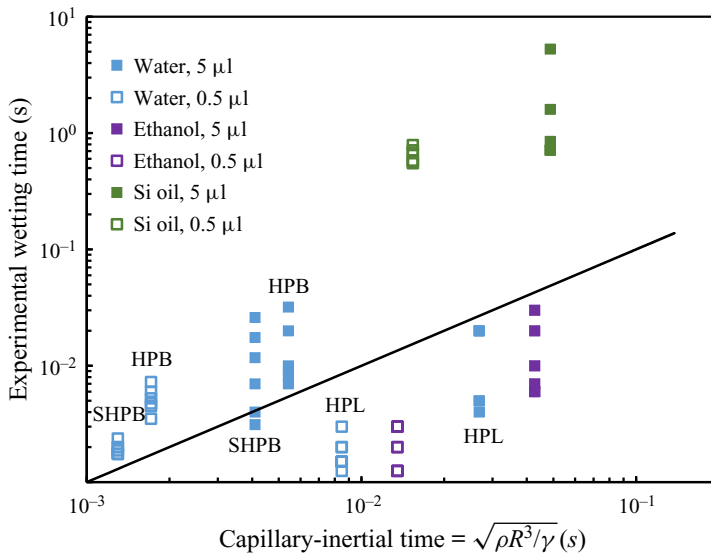 10^1
Water, 5 μl
Water, 0.5 μl
Ethanol, 5 μl
Ethanol, 0.5 μl
Si oil, 5 μl
Si oil, 0.5 μl
10^0
10^–1
10^–2
Experimental wetting time (s)
HPB
HPB
SHPB
SHPB
HPL
HPL
10^–3
10^–2
10^–1
Capillary-inertial time = √ρR^3/γ (s)